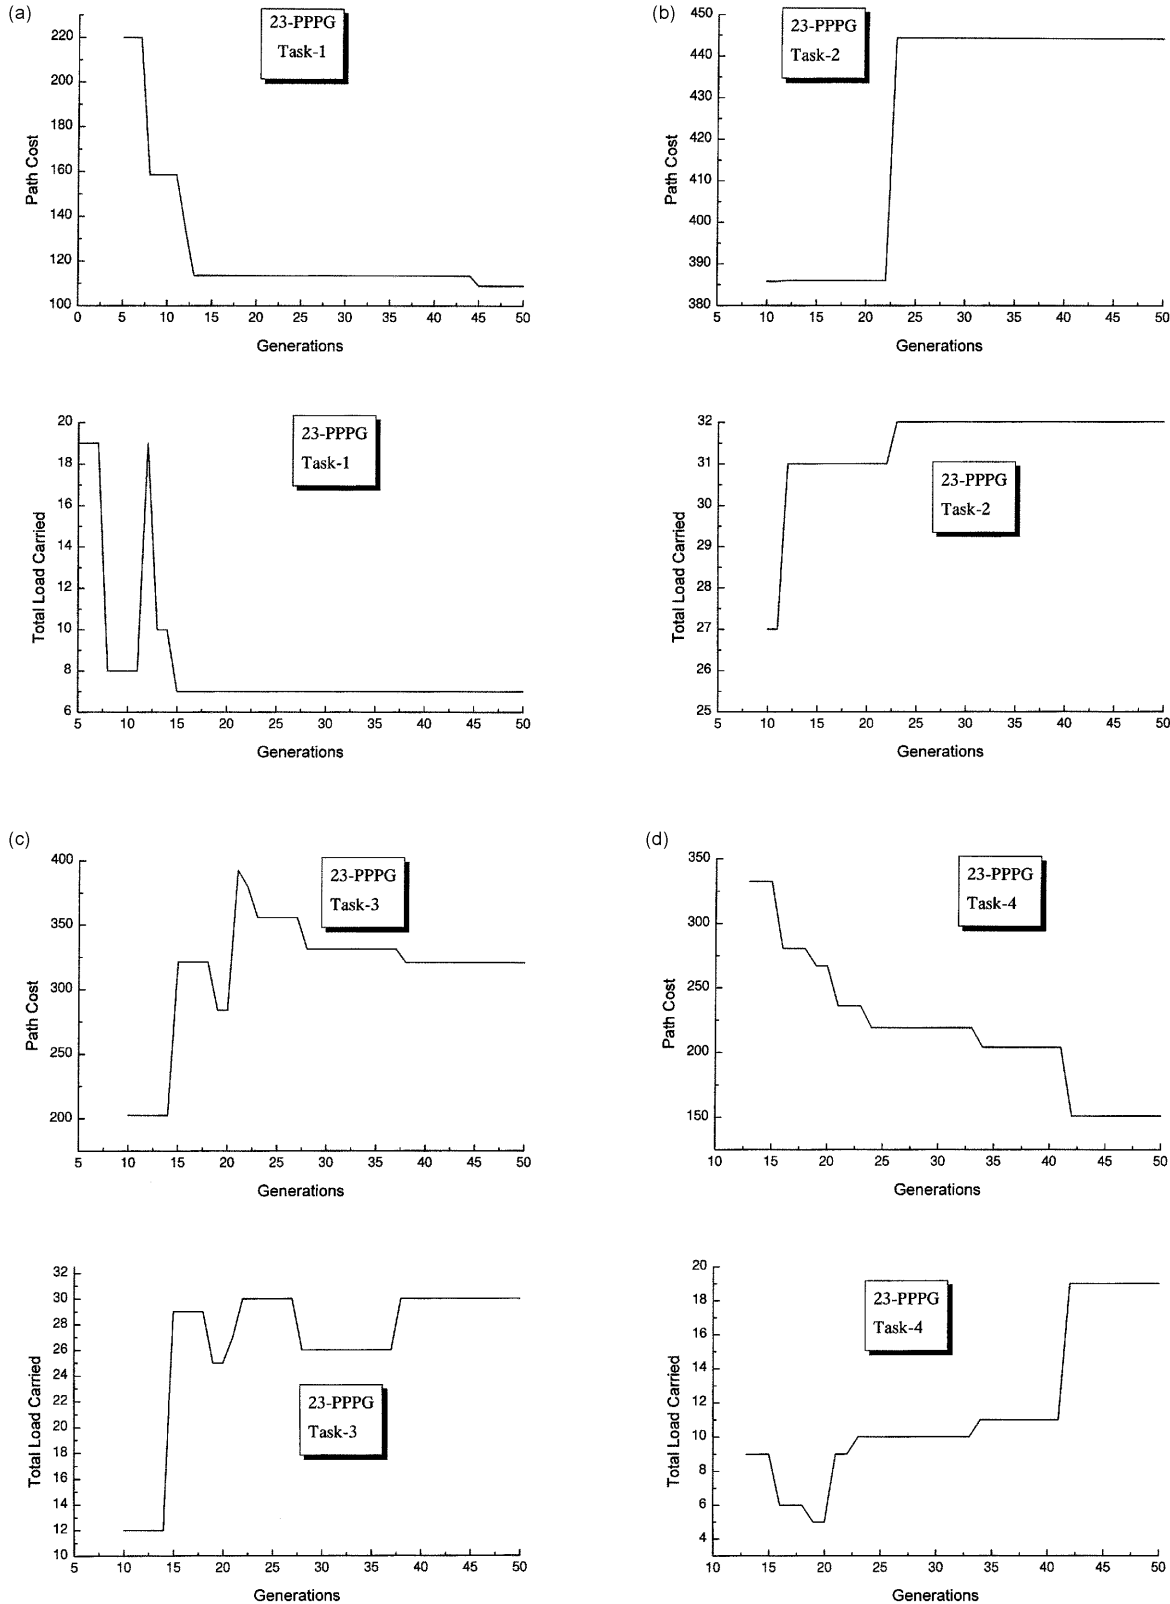 (a)
23-PPPG
Task-1
Path Cost
220
200
180
160
140
120
100
0 5 10 15 20 25 30 35 40 45 50
Generations
(b)
23-PPPG
Task-2
Path Cost
450
440
430
420
410
400
390
380
5 10 15 20 25 30 35 40 45 50
Generations
23-PPPG
Task-1
Total Load Carried
20
18
16
14
12
10
8
6
5 10 15 20 25 30 35 40 45 50
Generations
23-PPPG
Task-2
Total Load Carried
32
31
30
29
28
27
26
25
5 10 15 20 25 30 35 40 45 50
Generations
(c)
23-PPPG
Task-3
Path Cost
400
350
300
250
200
5 10 15 20 25 30 35 40 45 50
Generations
(d)
23-PPPG
Task-4
Path Cost
350
300
250
200
150
10 15 20 25 30 35 40 45 50
Generations
23-PPPG
Task-3
Total Load Carried
32
30
28
26
24
22
20
18
16
14
12
10
5 10 15 20 25 30 35 40 45 50
Generations
23-PPPG
Task-4
Total Load Carried
20
18
16
14
12
10
8
6
4
10 15 20 25 30 35 40 45 50
Generations